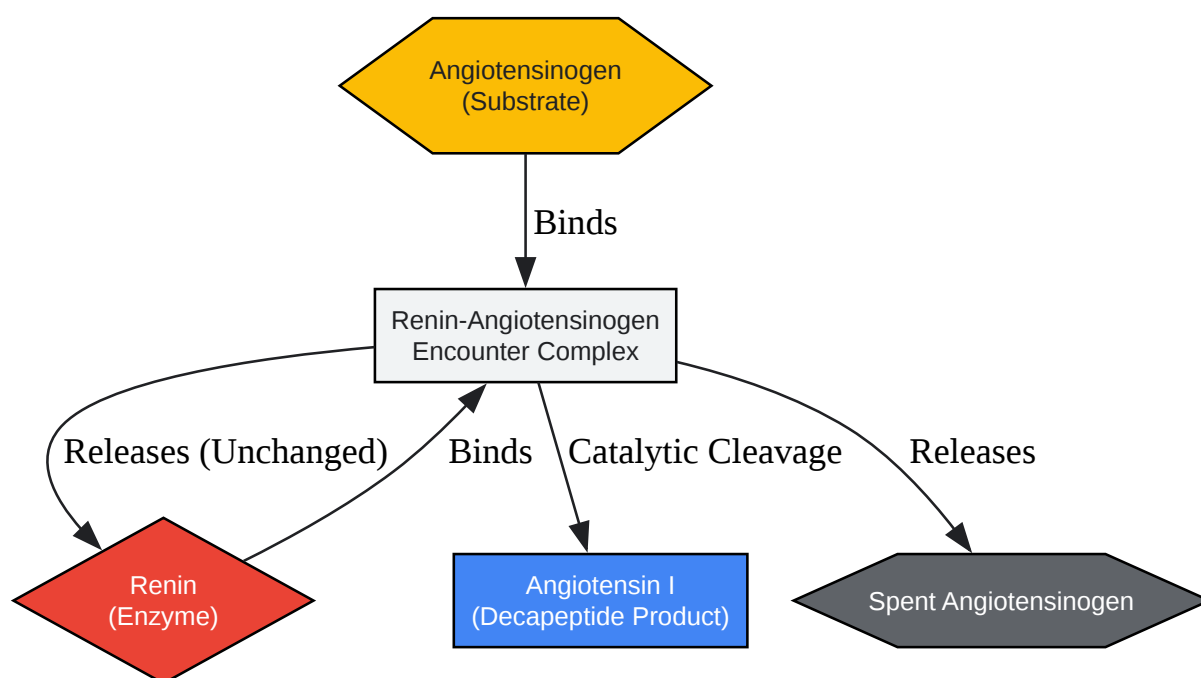 Angiotensinogen
(Substrate)
Binds
Renin-Angiotensinogen
Encounter Complex
Releases (Unchanged)
Binds
Catalytic Cleavage
Releases
Renin
(Enzyme)
Angiotensin I
(Decapeptide Product)
Spent Angiotensinogen